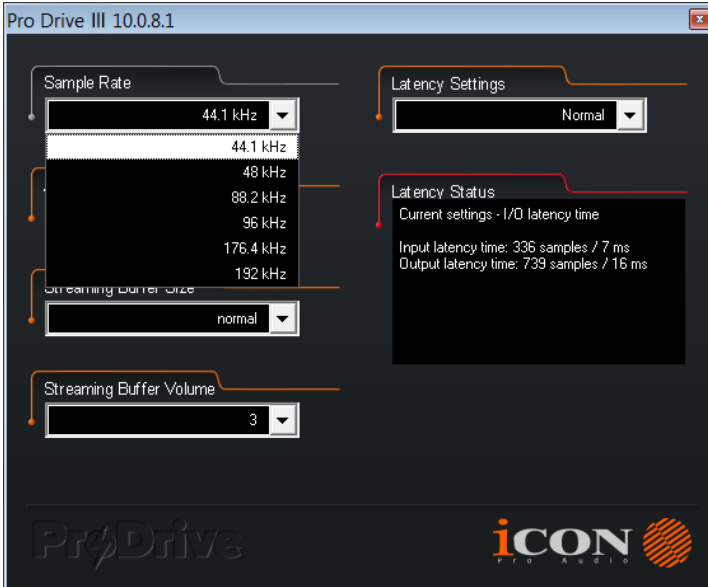 Pro Drive III 10.0.8.1
Sample Rate
44.1 kHz
44.1 kHz
48 kHz
88.2 kHz
96 kHz
176.4 kHz
192 kHz
Streaming Buffer Size
normal
Streaming Buffer Volume
3
Latency Settings
Normal
Latency Status
Current settings - I/O latency time
Input latency time: 336 samples / 7 ms
Output latency time: 739 samples / 16 ms
ProDrive
iCON
Pro Audio